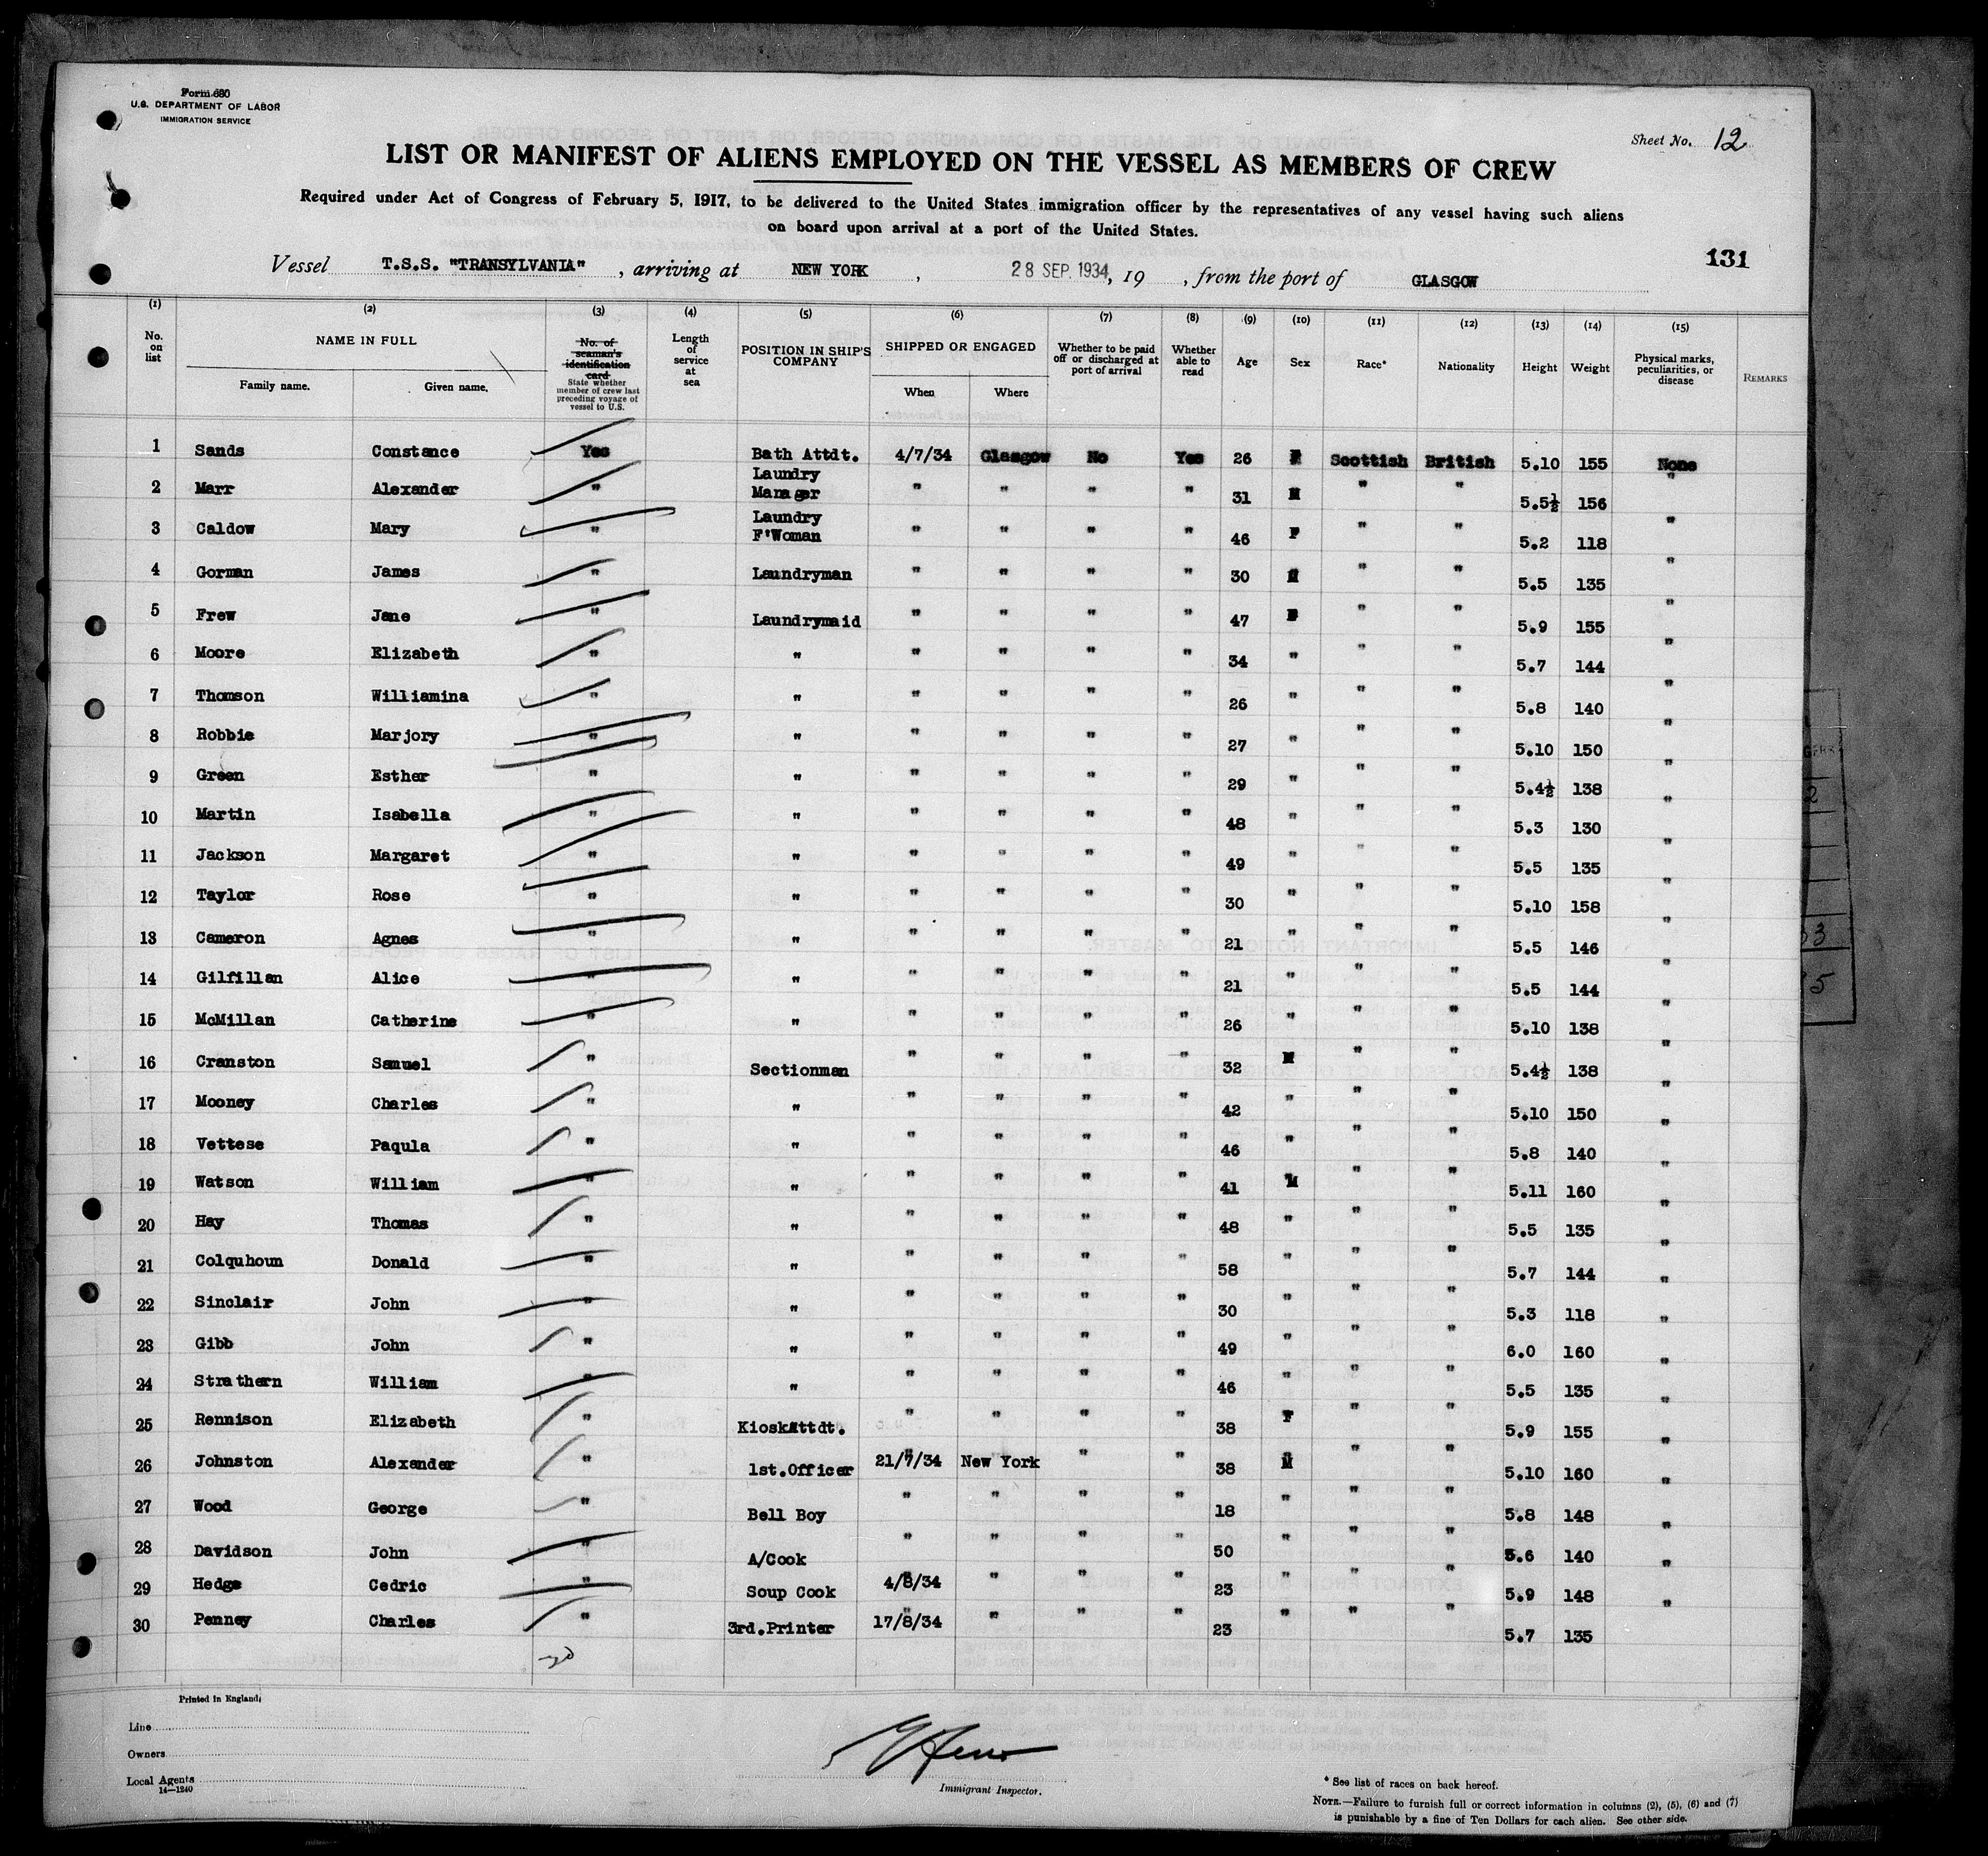 Form 680
U.S. DEPARTMENT OF LABOR
IMMIGRATION SERVICE
Sheet No. 12
LIST OR MANIFEST OF ALIENS EMPLOYED ON THE VESSEL AS MEMBERS OF CREW
Required under Act of Congress of February 5, 1917, to be delivered to the United States immigration officer by the representatives of any vessel having such aliens
on board upon arrival at a port of the United States.
131
Vessel T.S.S. "TRANSYLVANIA" , arriving at NEW YORK , 28 SEP. 1934, 19 , from the port of GLASGOW
(1) (2) (3) (4) (5) (6) (7) (8) (9) (10) (11) (12) (13) (14) (15)
No. on list NAME IN FULL Family name. Given name. No. of seaman's identification card State whether member of crew last preceding voyage of vessel to U.S. Length of service at sea POSITION IN SHIP'S COMPANY SHIPPED OR ENGAGED When Where Whether to be paid off or discharged at port of arrival Whether able to read Age Sex Race* Nationality Height Weight Physical marks, peculiarities, or disease REMARKS
1 Sands Constance Yes Bath Attdt. 4/7/34 Glasgow No Yes 26 F Scottish British 5.10 155 None
2 Marr Alexander " Laundry Manager " " " " 31 M " " 5.5½ 156 "
3 Caldow Mary " Laundry F'Woman " " " " 46 F " " 5.2 118 "
4 Gorman James " Laundryman " " " " 30 M " " 5.5 135 "
5 Frew Jane " Laundrymaid " " " " 47 F " " 5.9 155 "
6 Moore Elizabeth " " " " " " 34 " " " 5.7 144 "
7 Thomson Williamina " " " " " " 26 " " " 5.8 140 "
8 Robbie Marjory " " " " " " 27 " " " 5.10 150 "
9 Green Esther " " " " " " 29 " " " 5.4½ 138 "
10 Martin Isabella " " " " " " 48 " " " 5.3 130 "
11 Jackson Margaret " " " " " " 49 " " " 5.5 135 "
12 Taylor Rose " " " " " " 30 " " " 5.10 158 "
13 Cameron Agnes " " " " " " 21 " " " 5.5 146 "
14 Gilfillan Alice " " " " " " 21 " " " 5.5 144 "
15 McMillan Catherine " " " " " " 26 " " " 5.10 138 "
16 Cranston Samuel " Sectionman " " " " 32 M " " 5.4½ 138 "
17 Mooney Charles " " " " " " 42 " " " 5.10 150 "
18 Vettese Paqula " " " " " " 46 " " " 5.8 140 "
19 Watson William " " " " " " 41 "M " " 5.11 160 "
20 Hay Thomas " " " " " " 48 " " " 5.5 135 "
21 Colquhoun Donald " " " " " " 58 " " " 5.7 144 "
22 Sinclair John " " " " " " 30 " " " 5.3 118 "
23 Gibb John " " " " " " 49 " " " 6.0 160 "
24 Strathern William " " " " " " 46 " " " 5.5 135 "
25 Rennison Elizabeth " KioskAttdt. " " " " 38 F " " 5.9 155 "
26 Johnston Alexander " 1st.Officer 21/7/34 New York " " 38 M " " 5.10 160 "
27 Wood George " Bell Boy " " " " 18 " " " 5.8 148 "
28 Davidson John " A/Cook " " " " 50 " " " 5.6 140 "
29 Hedge Cedric " Soup Cook 4/8/34 " " " 23 " " " 5.9 148 "
30 Penney Charles " 3rd.Printer 17/8/34 " " " 23 " " " 5.7 135
Printed in England.
Line
Owners
Local Agents
14—1240
Immigrant Inspector.
* See list of races on back hereof.
NOTE.—Failure to furnish full or correct information in columns (2), (5), (6) and (7)
is punishable by a fine of Ten Dollars for each alien. See other side.